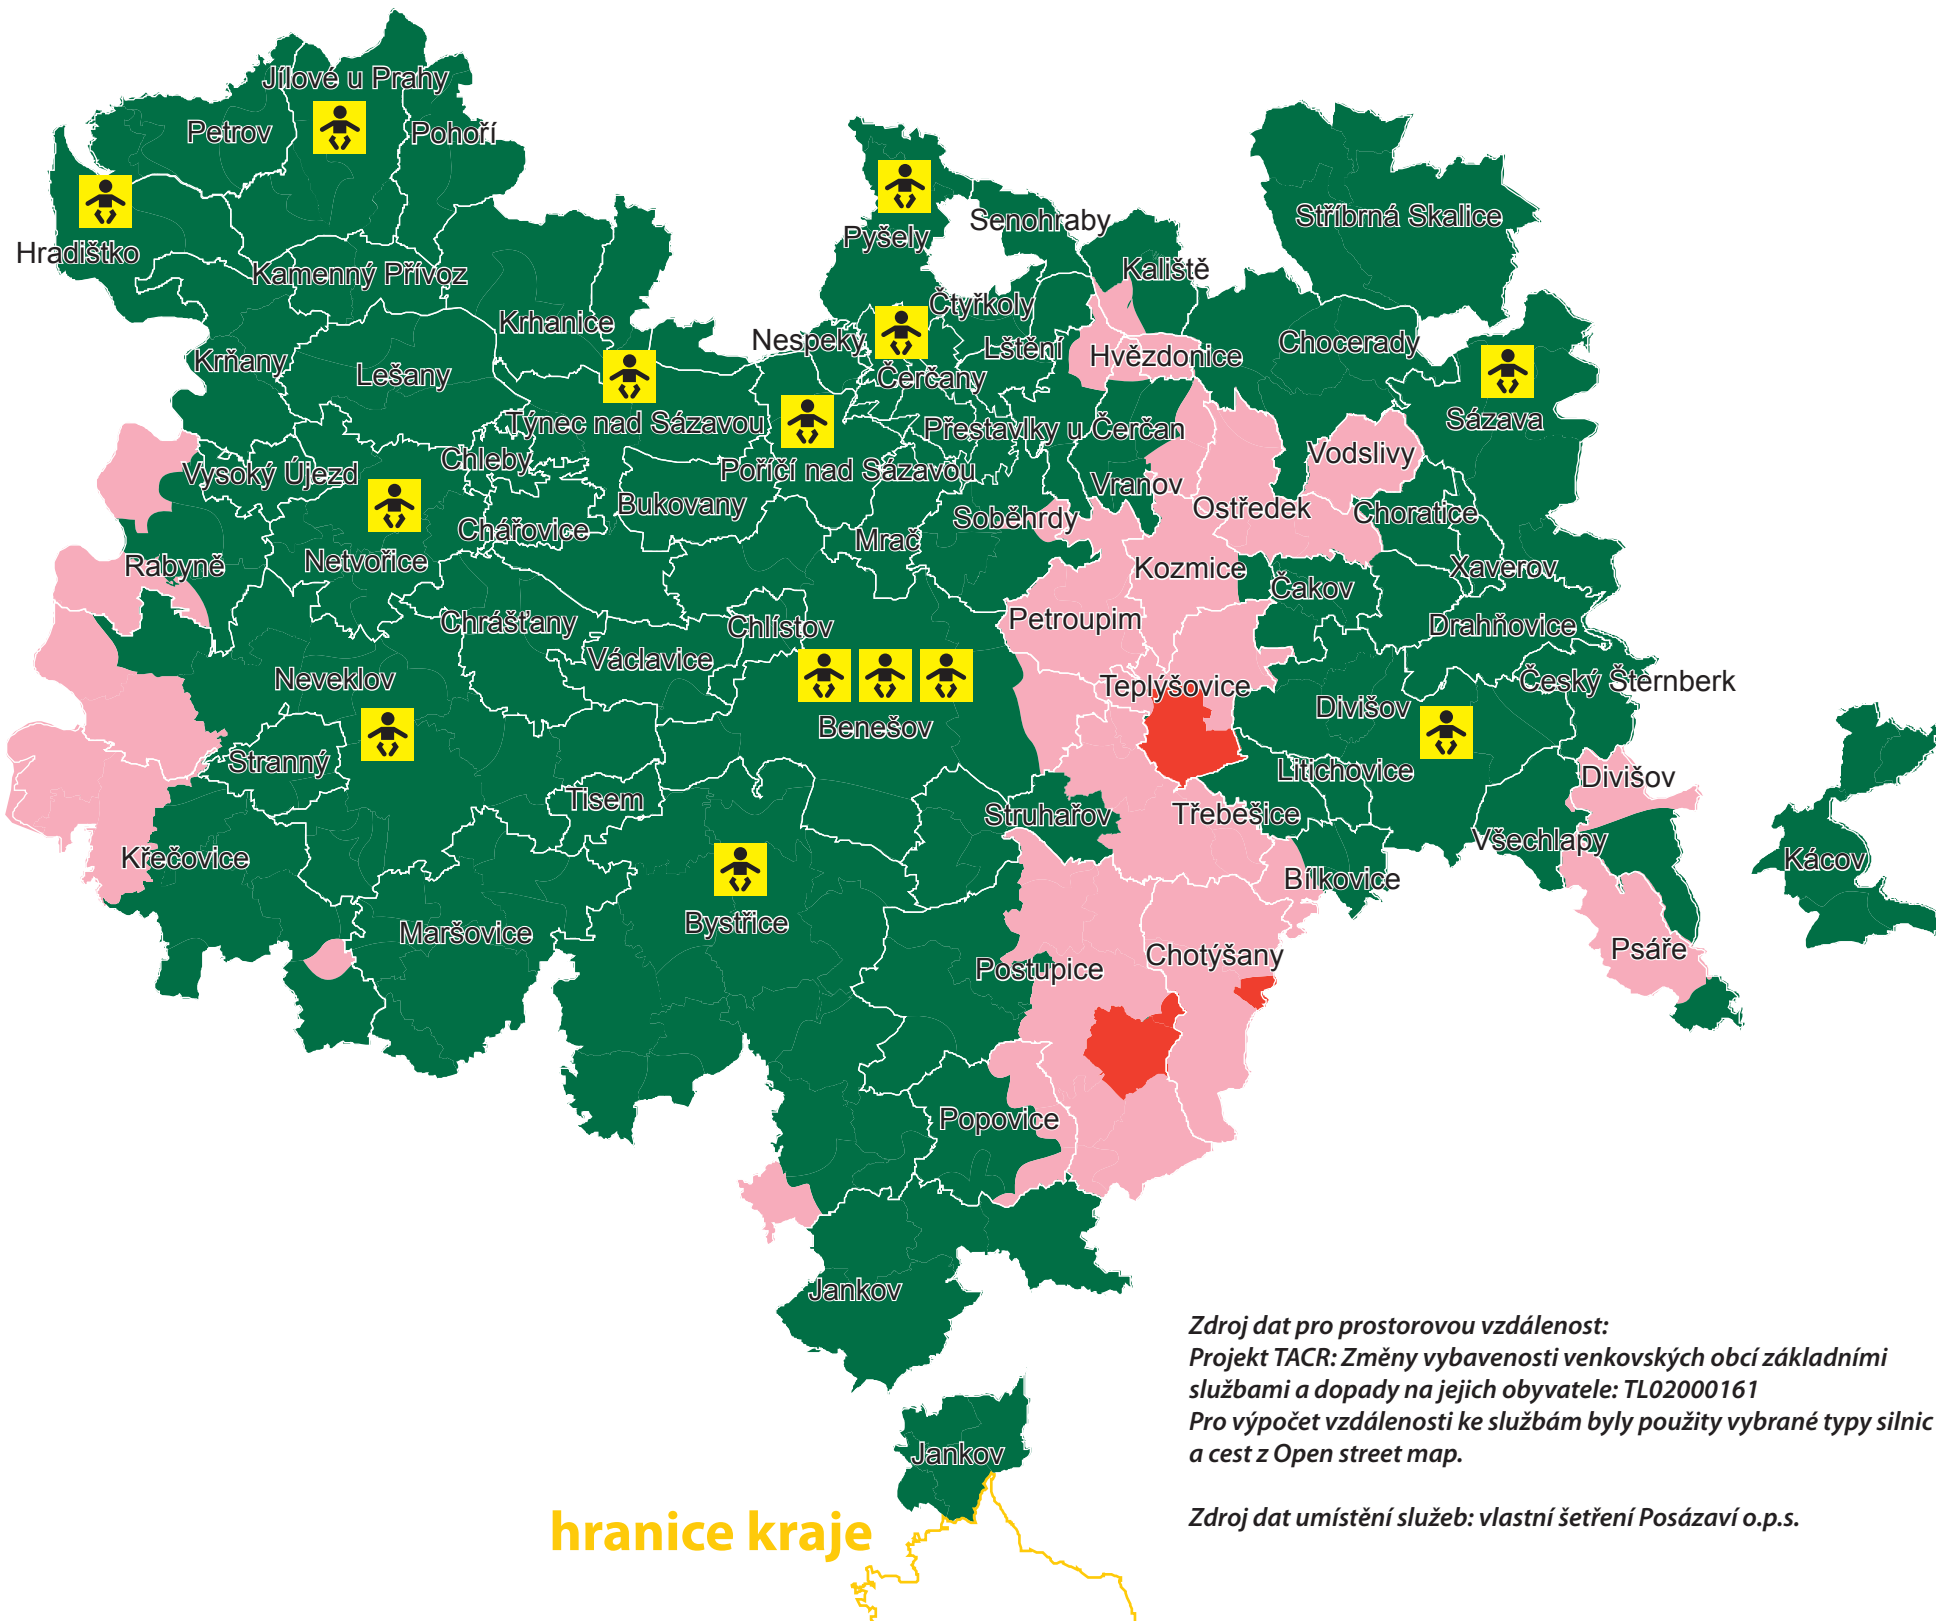 Jílové u Prahy
Petrov
Pohoří
Hradištko
Kamenný Přívoz
Pyšely
Senohraby
Stříbrná Skalice
Kaliště
Krhanice
Čtyřkoly
Nespeky
Lštění
Hvězdonice
Chocerady
Krňany
Lešany
Čerčany
Týnec nad Sázavou
Přestavlky u Čerčan
Sázava
Vysoký Újezd
Chleby
Poříčí nad Sázavou
Vodslivy
Vranov
Bukovany
Ostředek
Choratice
Chářovice
Soběhrdy
Mrač
Rabyně
Netvořice
Kozmice
Čakov
Xaverov
Chrášťany
Chlístov
Petroupim
Drahňovice
Václavice
Neveklov
Teplýšovice
Český Šternberk
Divišov
Benešov
Stranný
Litichovice
Divišov
Tisem
Struhařov
Třebešice
Všechlapy
Křečovice
Kácov
Bílkovice
Maršovice
Bystřice
Postupice
Chotýšany
Psáře
Popovice
Jankov
Jankov
hranice kraje
Zdroj dat pro prostorovou vzdálenost:
Projekt TACR: Změny vybavenosti venkovských obcí základními
službami a dopady na jejich obyvatele: TL02000161
Pro výpočet vzdálenosti ke službám byly použity vybrané typy silnic
a cest z Open street map.
Zdroj dat umístění služeb: vlastní šetření Posázaví o.p.s.